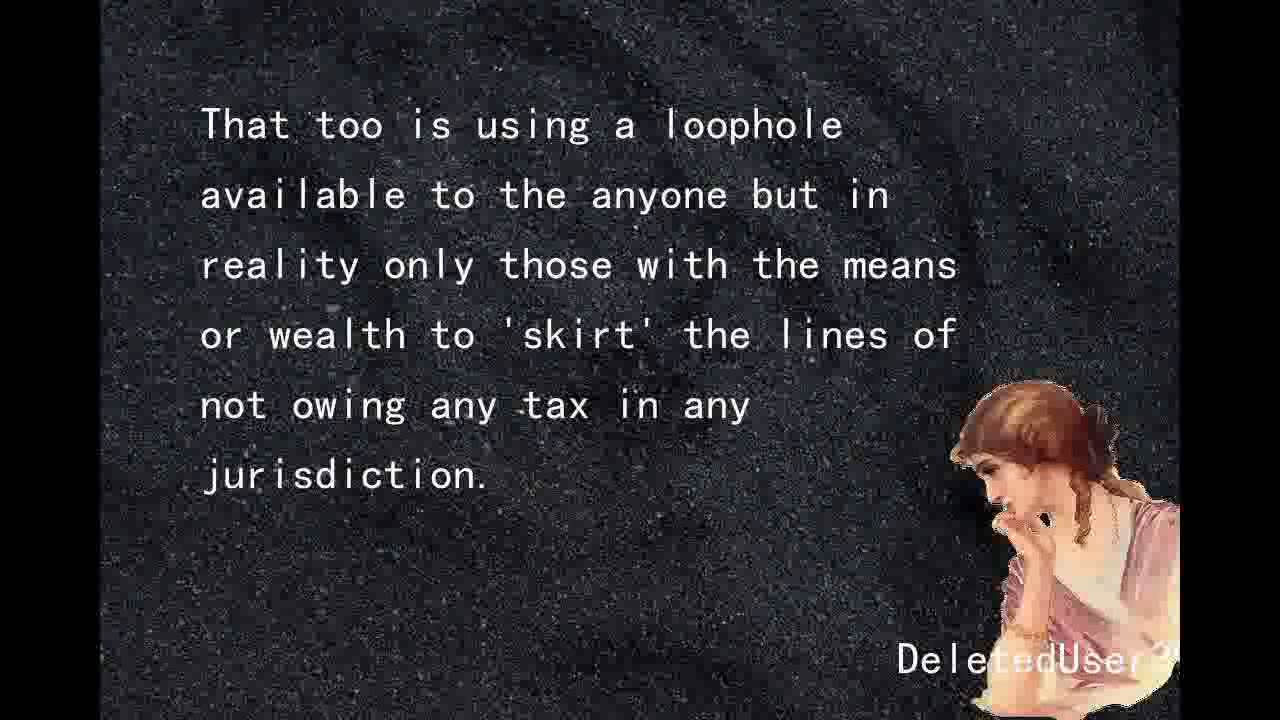 That too is using a loophole
available to the anyone but in
reality only those with the means
or wealth to 'skirt' the lines of
not owing any tax in any
jurisdiction.
DeletedUser